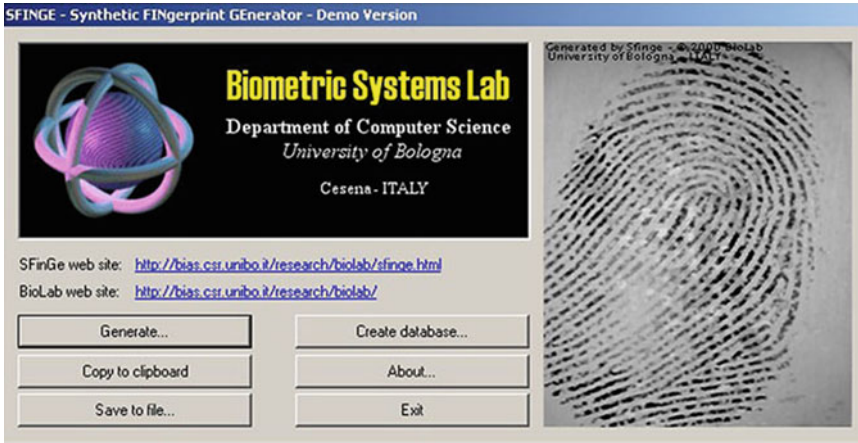 SFINGE - Synthetic FINgerprint GEnerator - Demo Version
Biometric Systems Lab
Department of Computer Science
University of Bologna
Cesena - ITALY
Generated by Sfinge - © 2000 BioLab
University of Bologna - ITALY
SFinGe web site: http://bias.csr.unibo.it/research/biolab/sfinge.html
BioLab web site: http://bias.csr.unibo.it/research/biolab/
Generate... Create database...
Copy to clipboard About...
Save to file... Exit